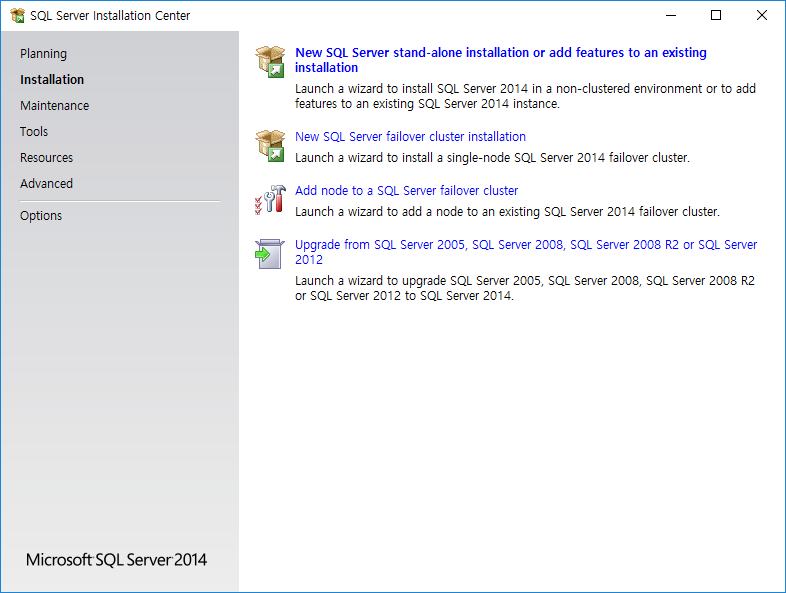 SQL Server Installation Center
Planning
Installation
Maintenance
Tools
Resources
Advanced
Options
New SQL Server stand-alone installation or add features to an existing
installation
Launch a wizard to install SQL Server 2014 in a non-clustered environment or to add
features to an existing SQL Server 2014 instance.
New SQL Server failover cluster installation
Launch a wizard to install a single-node SQL Server 2014 failover cluster.
Add node to a SQL Server failover cluster
Launch a wizard to add a node to an existing SQL Server 2014 failover cluster.
Upgrade from SQL Server 2005, SQL Server 2008, SQL Server 2008 R2 or SQL Server
2012
Launch a wizard to upgrade SQL Server 2005, SQL Server 2008, SQL Server 2008 R2
or SQL Server 2012 to SQL Server 2014.
Microsoft SQL Server 2014